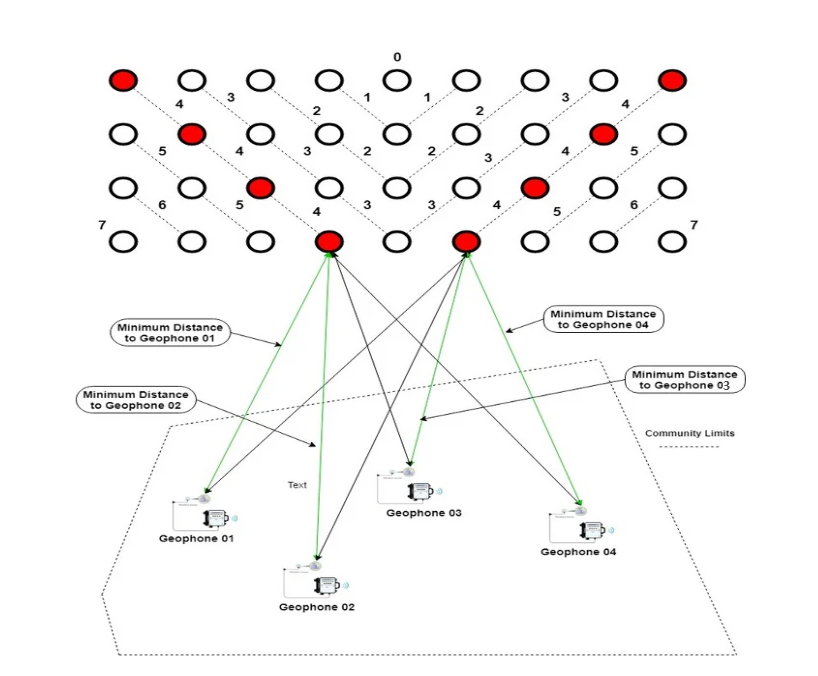 0
4
3
2
1
1
2
3
4
5
4
3
2
2
3
4
5
6
5
4
3
3
4
5
6
7
7
Minimum Distance
to Geophone 01
Minimum Distance
to Geophone 04
Minimum Distance
to Geophone 02
Minimum Distance
to Geophone 03
Community Limits
Text
Geophone 01
Geophone 03
Geophone 04
Geophone 02